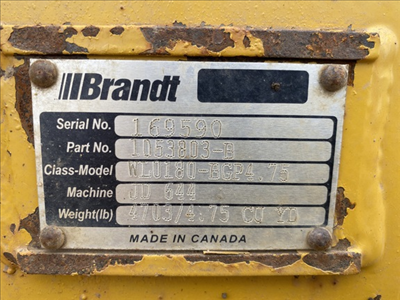 Brandt
Serial No. 169590
Part No. 1053803-B
Class-Model WL0180-BGP4.75
Machine JD 644
Weight(lb) 4703/4.75 CU YD
MADE IN CANADA